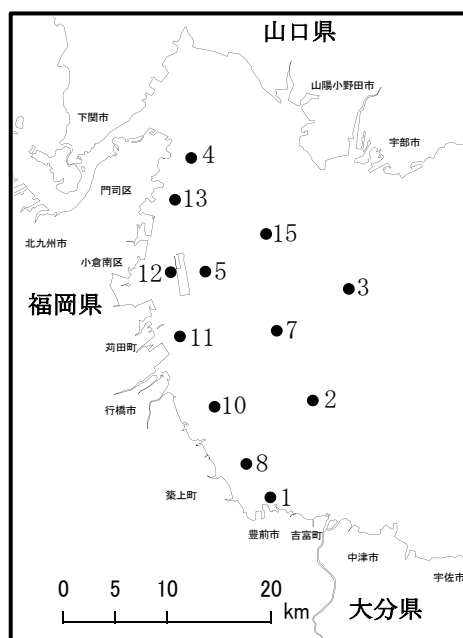 山口県
山陽小野田市
下関市
宇部市
4
門司区
13
15
北九州市
小倉南区
12
5
3
福岡県
7
11
苅田町
2
10
行橋市
8
築上町
1
豊前市
吉富町
中津市
宇佐市
0 5 10 20
km
大分県